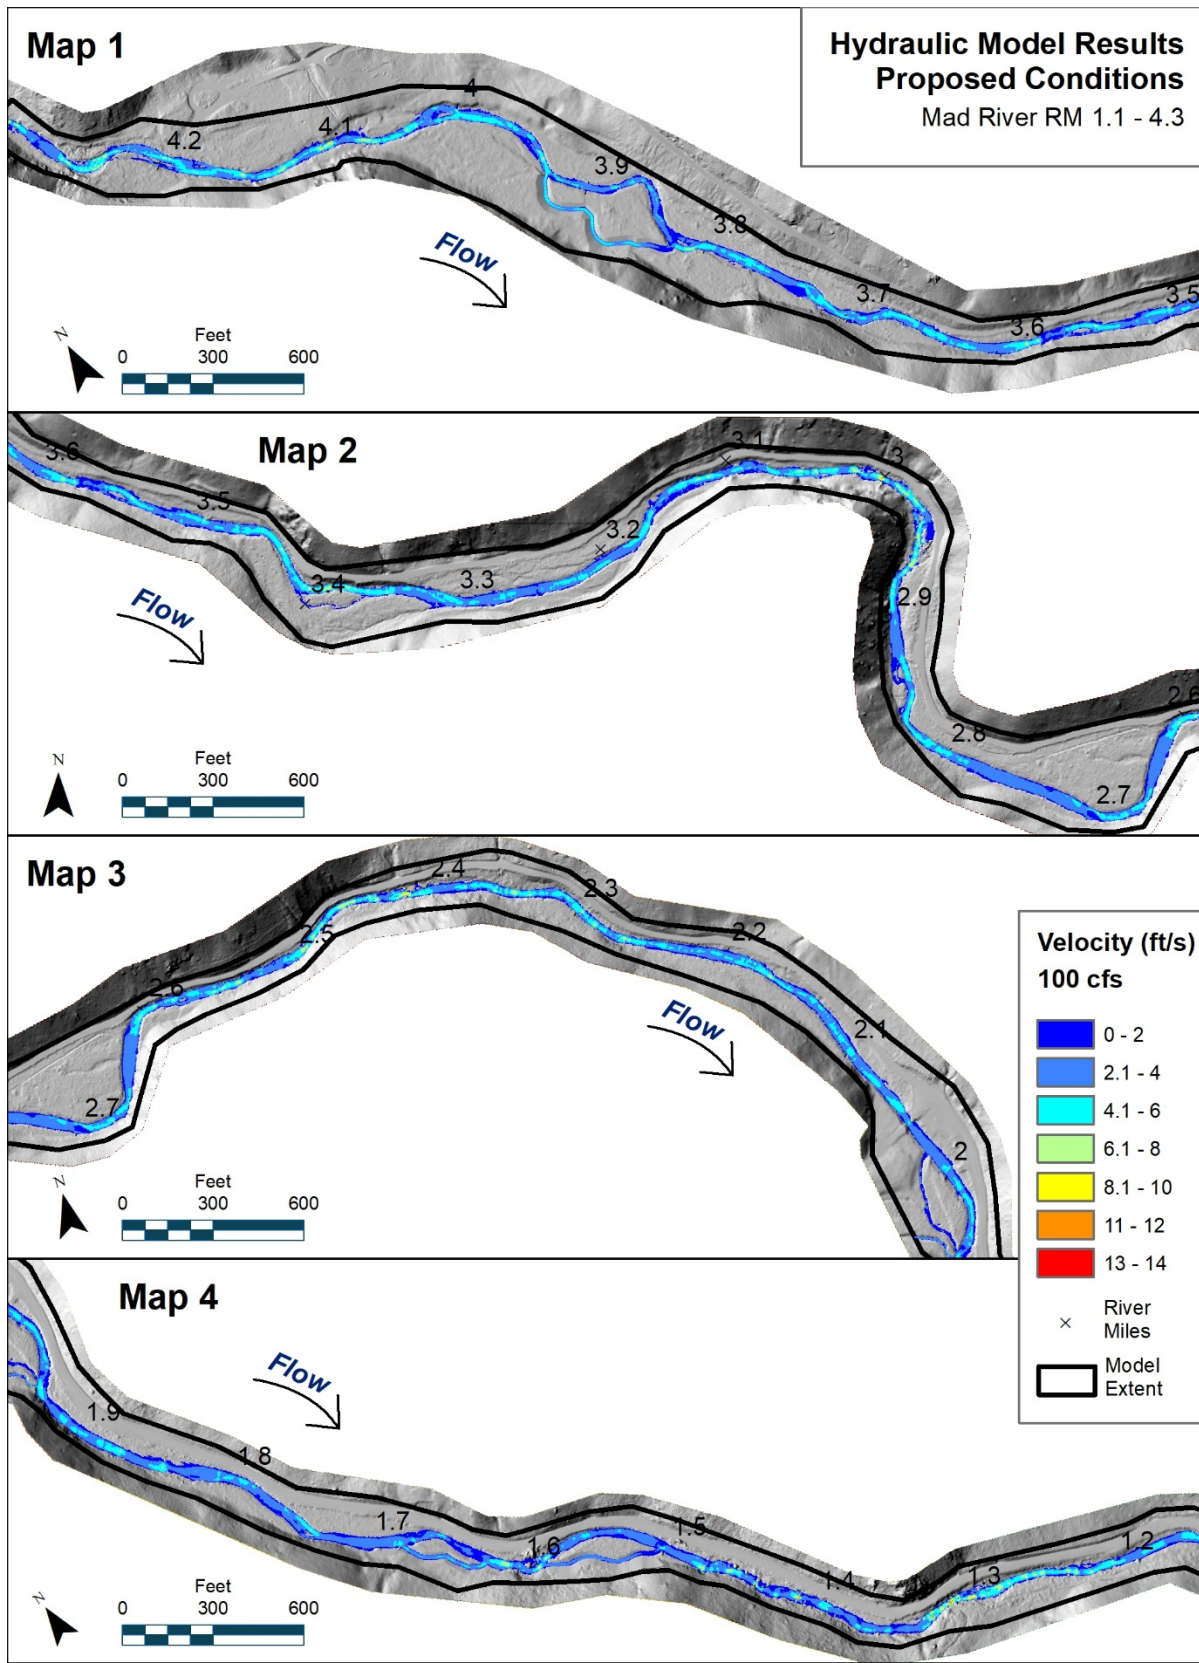 Map 1
Hydraulic Model Results
Proposed Conditions
Mad River RM 1.1 - 4.3
4.2
4.1
4
3.9
3.8
3.7
3.6
3.5
Flow
N
Feet
0 300 600
Map 2
3.6
3.5
3.4
3.3
3.2
3.1
3
2.9
2.8
2.7
2.6
Flow
N
Feet
0 300 600
Map 3
2.7
2.6
2.5
2.4
2.3
2.2
2.1
2
Flow
N
Feet
0 300 600
Velocity (ft/s)
100 cfs
0 - 2
2.1 - 4
4.1 - 6
6.1 - 8
8.1 - 10
11 - 12
13 - 14
River
Miles
Model
Extent
Map 4
Flow
1.9
1.8
1.7
1.6
1.5
1.4
1.3
1.2
N
Feet
0 300 600